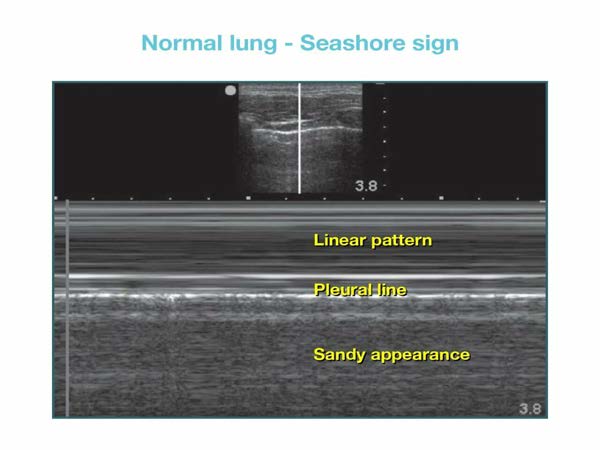 Normal lung - Seashore sign
3.8
Linear pattern
Pleural line
Sandy appearance
3.8